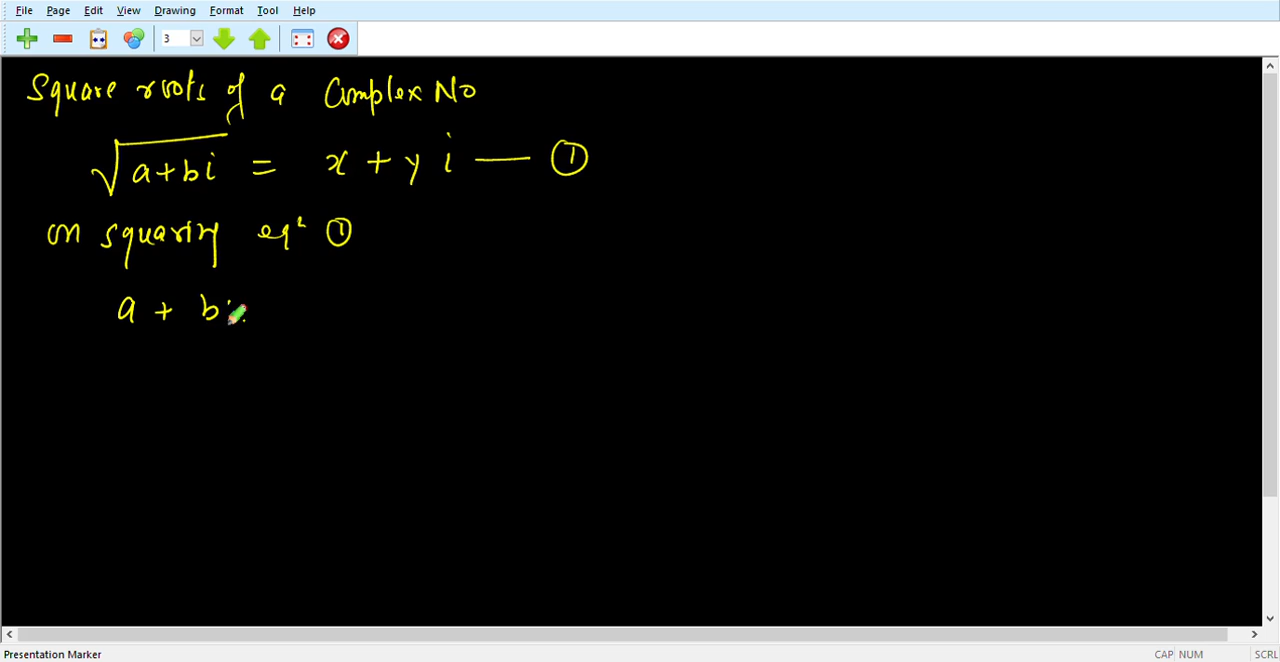 File Page Edit View Drawing Format Tool Help
3
Square roots of a Complex No
√a+bi = x + y i — ①
on squaring eqⁿ ①
a + bi
Presentation Marker CAP NUM SCRL